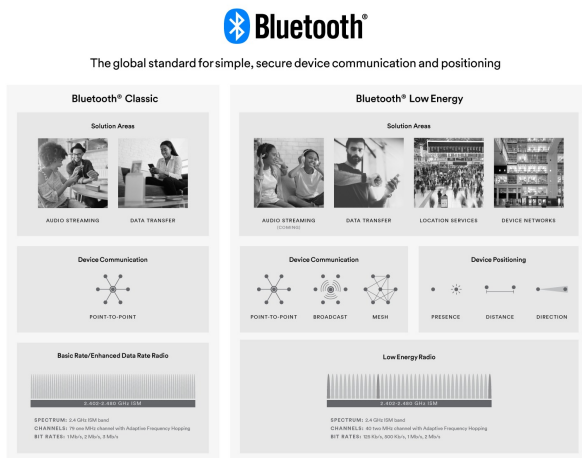 Bluetooth®
The global standard for simple, secure device communication and positioning
Bluetooth® Classic
Solution Areas
AUDIO STREAMING
DATA TRANSFER
Device Communication
POINT-TO-POINT
Basic Rate/Enhanced Data Rate Radio
2.402-2.480 GHz ISM
SPECTRUM: 2.4 GHz ISM band
CHANNELS: 79 one MHz channel with Adaptive Frequency Hopping
BIT RATES: 1 Mb/s, 2 Mb/s, 3 Mb/s
Bluetooth® Low Energy
Solution Areas
AUDIO STREAMING
(COMING)
DATA TRANSFER
LOCATION SERVICES
DEVICE NETWORKS
Device Communication
POINT-TO-POINT
BROADCAST
MESH
Device Positioning
PRESENCE
DISTANCE
DIRECTION
Low Energy Radio
2.402-2.480 GHz ISM
SPECTRUM: 2.4 GHz ISM band
CHANNELS: 40 two MHz channel with Adaptive Frequency Hopping
BIT RATES: 125 Kb/s, 500 Kb/s, 1 Mb/s, 2 Mb/s